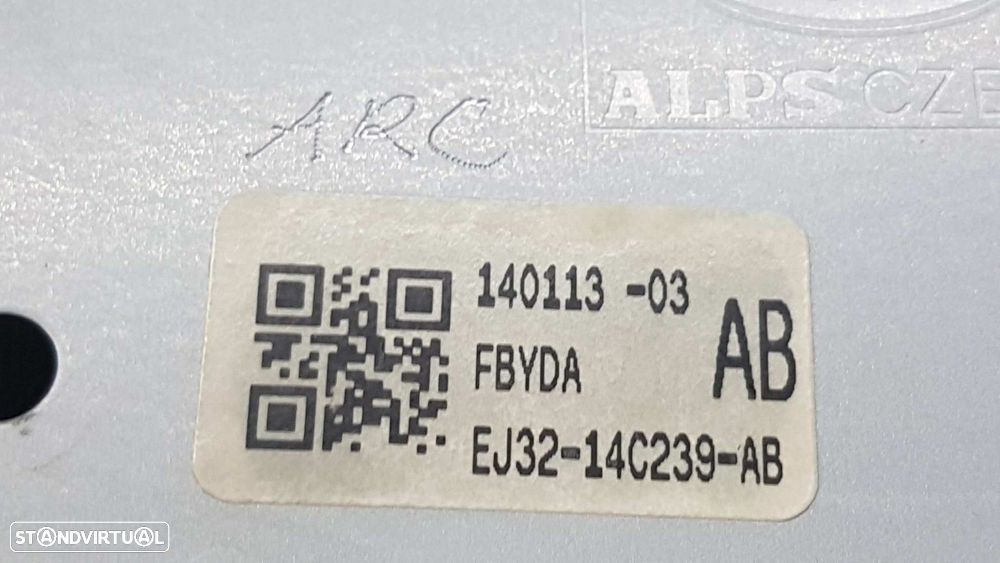 ALPS CZE
ARC
140113 -03
AB
FBYDA
EJ32-14C239-AB
STANDVIRTUAL